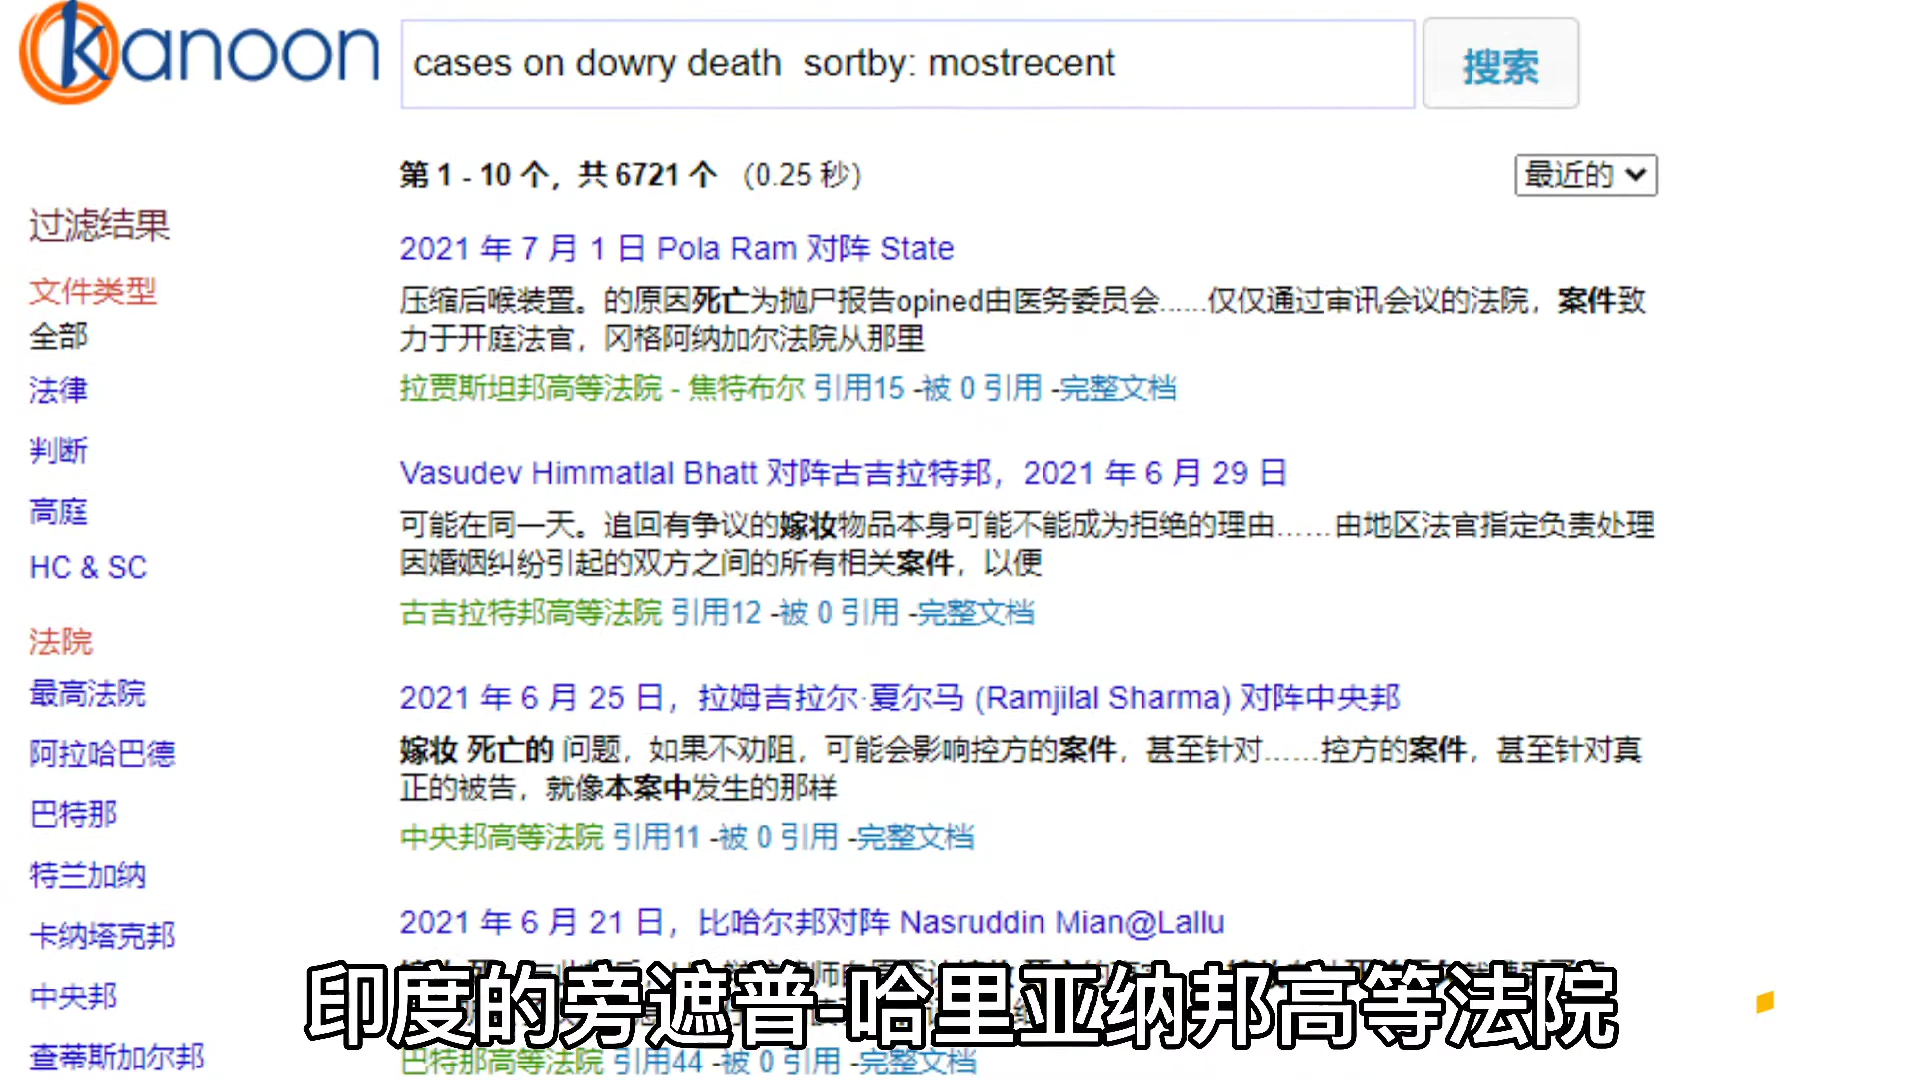 kanoon
cases on dowry death sortby: mostrecent
搜索
第 1 - 10 个，共 6721 个 （0.25 秒）
最近的
过滤结果
文件类型
全部
法律
判断
高庭
HC & SC
法院
最高法院
阿拉哈巴德
巴特那
特兰加纳
卡纳塔克邦
中央邦
查蒂斯加尔邦
2021 年 7 月 1 日 Pola Ram 对阵 State
压缩后喉装置。的原因死亡为抛尸报告opined由医务委员会......仅仅通过审讯会议的法院，案件致
力于开庭法官，冈格阿纳加尔法院从那里
拉贾斯坦邦高等法院 - 焦特布尔 引用15 -被 0 引用 -完整文档
Vasudev Himmatlal Bhatt 对阵古吉拉特邦，2021 年 6 月 29 日
可能在同一天。追回有争议的嫁妆物品本身可能不能成为拒绝的理由......由地区法官指定负责处理
因婚姻纠纷引起的双方之间的所有相关案件，以便
古吉拉特邦高等法院 引用12 -被 0 引用 -完整文档
2021 年 6 月 25 日，拉姆吉拉尔·夏尔马 (Ramjilal Sharma) 对阵中央邦
嫁妆 死亡的 问题，如果不劝阻，可能会影响控方的案件，甚至针对......控方的案件，甚至针对真
正的被告，就像本案中发生的那样
中央邦高等法院 引用11 -被 0 引用 -完整文档
2021 年 6 月 21 日，比哈尔邦对阵 Nasruddin Mian@Lallu
印度的旁遮普-哈里亚纳邦高等法院
巴特那高等法院 引用44 -被 0 引用 -完整文档